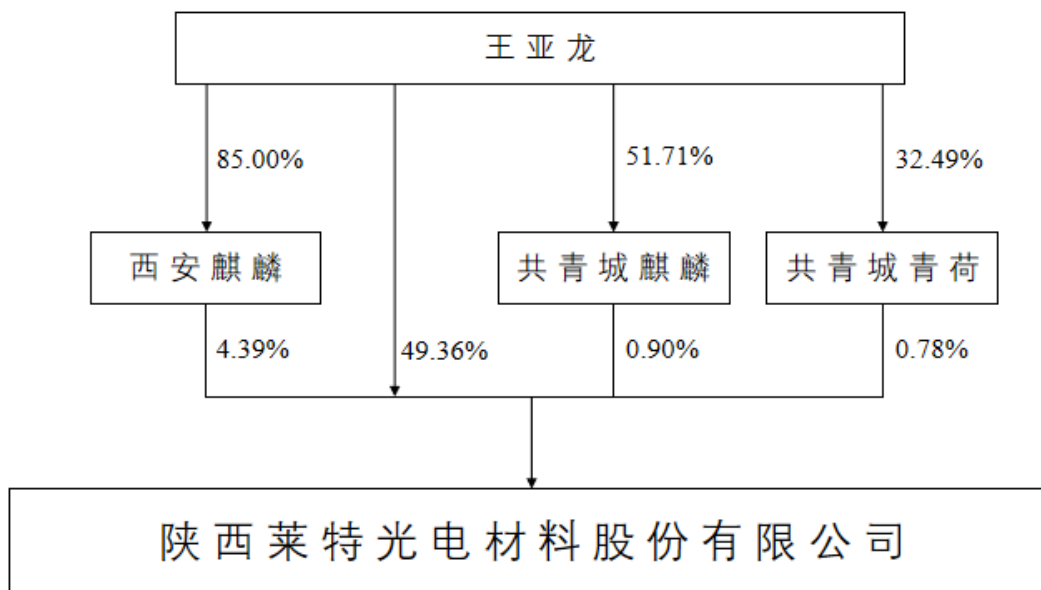 王亚龙
85.00%
51.71%
32.49%
西安麒麟
共青城麒麟
共青城青荷
4.39%
49.36%
0.90%
0.78%
陕西莱特光电材料股份有限公司